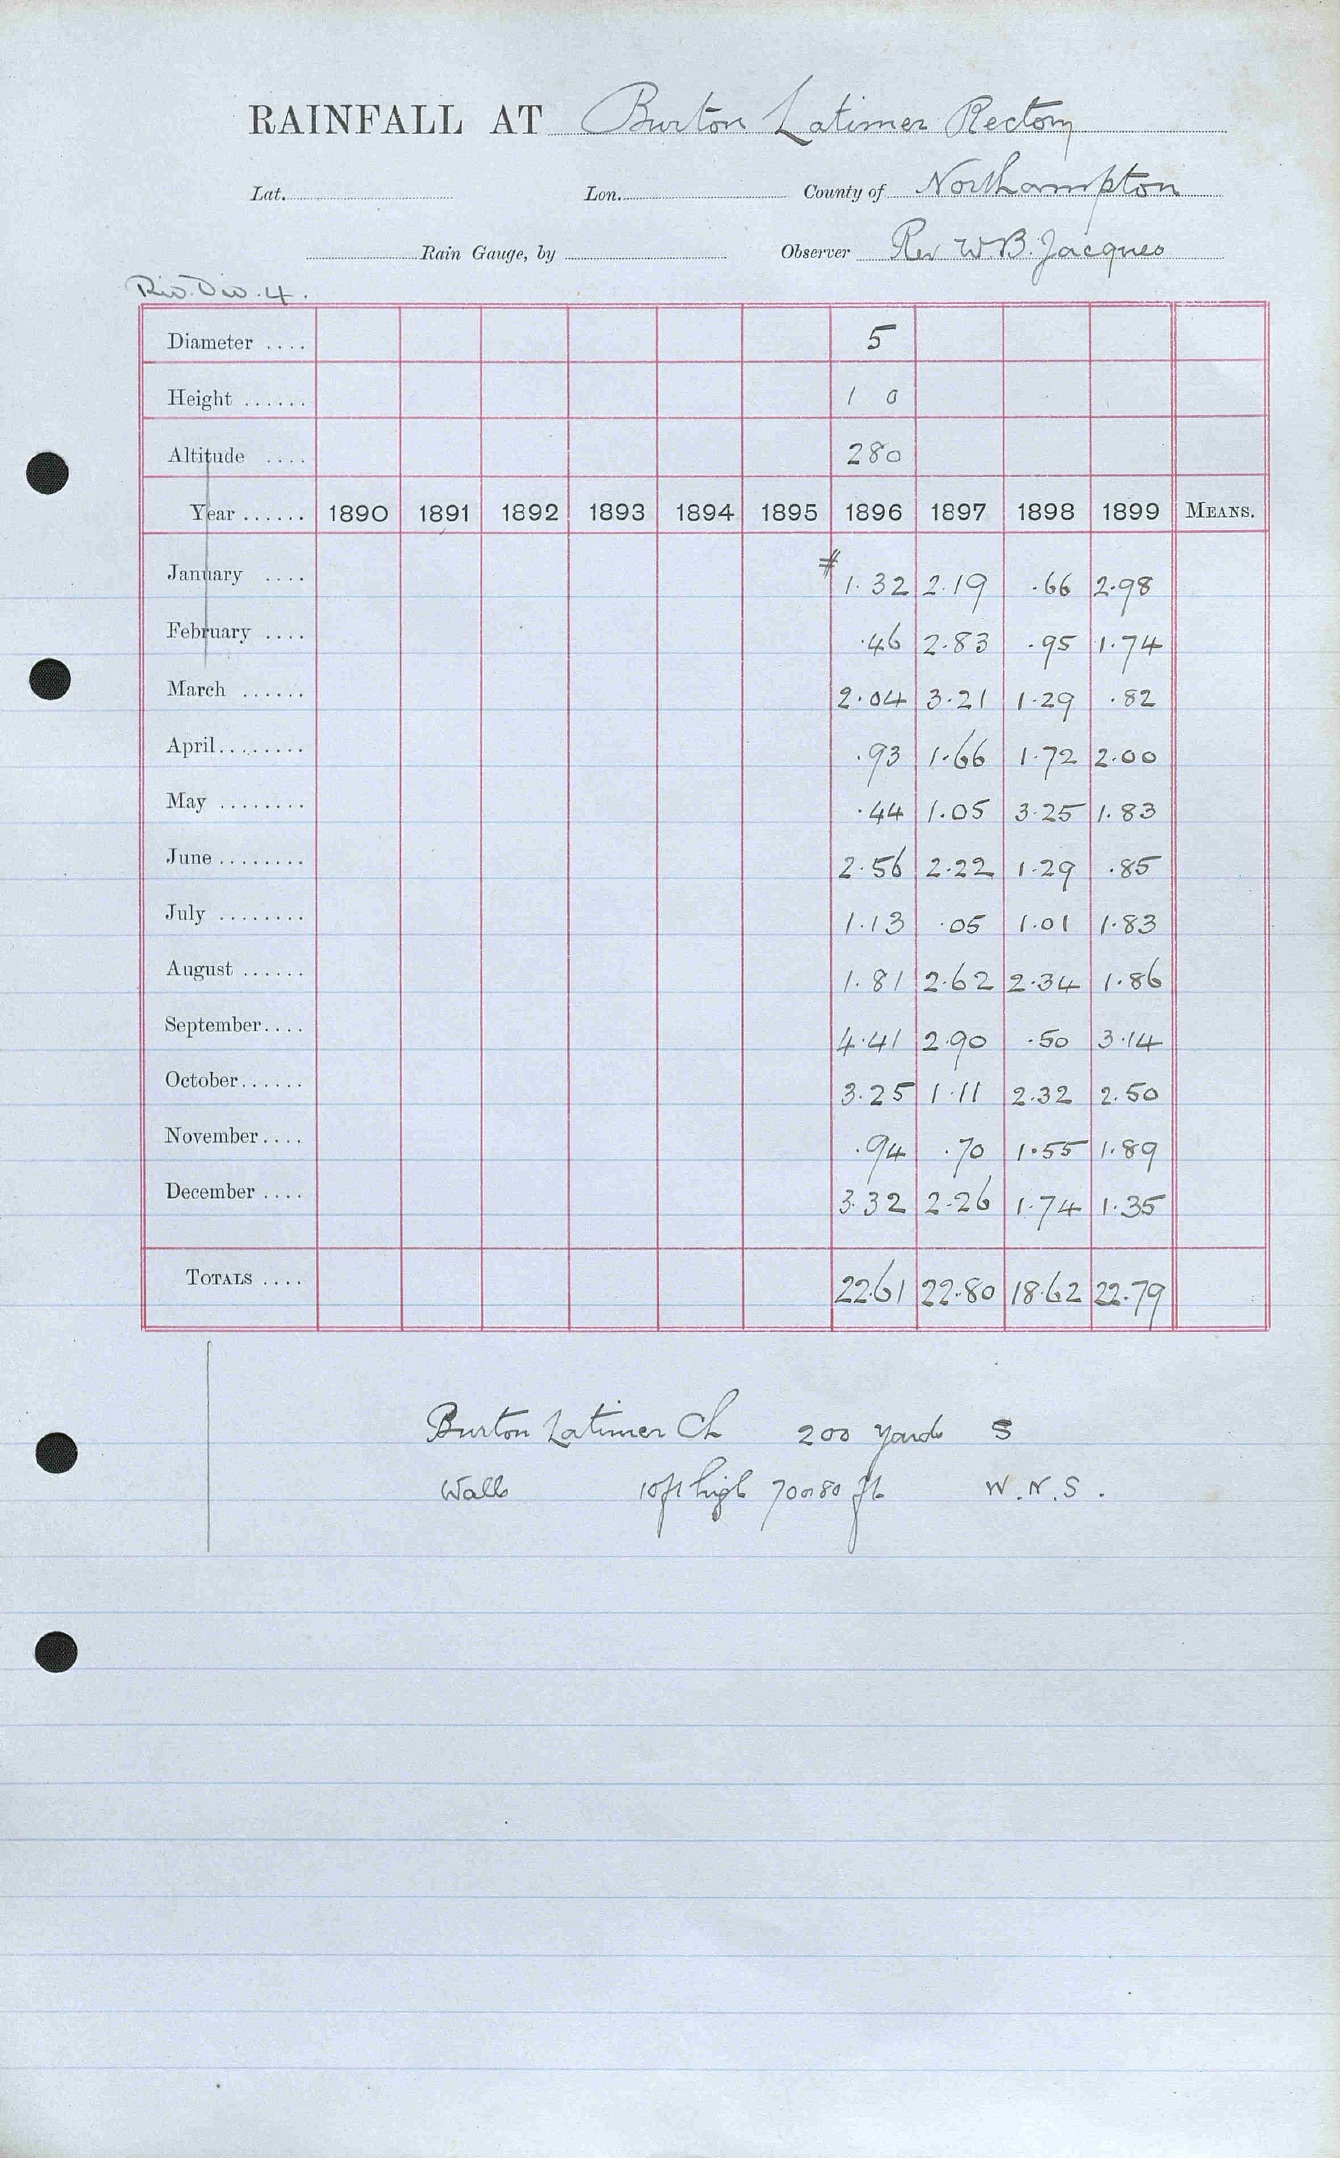 RAINFALL AT Burton Latimer Rectory
Lat. Lon. County of Northampton
Rain Gauge, by Observer Rev W.B. Jacques
Riv. Div. 4.
Diameter .... 5
Height ...... 1 0
Altitude .... 280
Year ...... 1890 1891 1892 1893 1894 1895 1896 1897 1898 1899 MEANS.
January .... # 1.32 2.19 .66 2.98
February .... .46 2.83 .95 1.74
March ...... 2.04 3.21 1.29 .82
April ........ .93 1.66 1.72 2.00
May ........ .44 1.05 3.25 1.83
June ........ 2.56 2.22 1.29 .85
July ........ 1.13 .05 1.01 1.83
August ...... 1.81 2.62 2.34 1.86
September .... 4.41 2.90 .50 3.14
October ...... 3.25 1.11 2.32 2.50
November .... .94 .70 1.55 1.89
December .... 3.32 2.26 1.74 1.35
TOTALS .... 22.61 22.80 18.62 22.79
Burton Latimer Ch 200 yards S
Walls 10ft high 70 or 80 ft W.N.S.